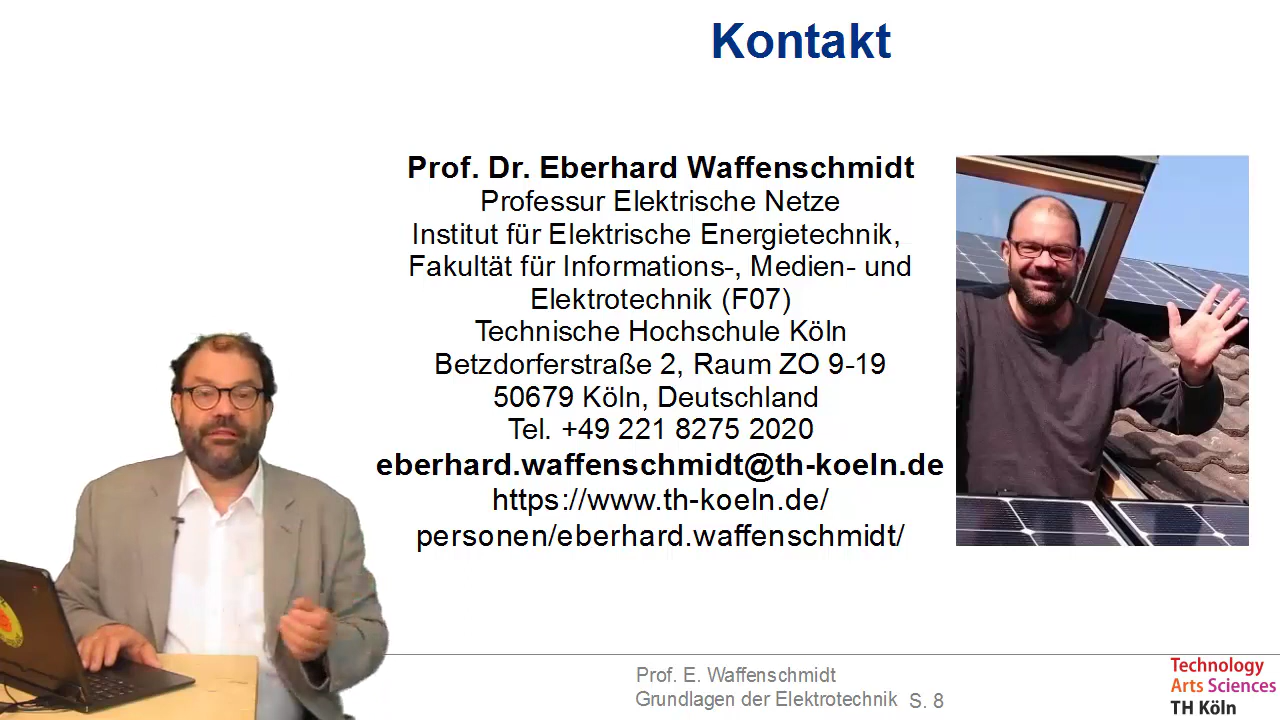 Kontakt
Prof. Dr. Eberhard Waffenschmidt
Professur Elektrische Netze
Institut für Elektrische Energietechnik,
Fakultät für Informations-, Medien- und
Elektrotechnik (F07)
Technische Hochschule Köln
Betzdorferstraße 2, Raum ZO 9-19
50679 Köln, Deutschland
Tel. +49 221 8275 2020
eberhard.waffenschmidt@th-koeln.de
https://www.th-koeln.de/
personen/eberhard.waffenschmidt/
Prof. E. Waffenschmidt
Grundlagen der Elektrotechnik S. 8
Technology
Arts Sciences
TH Köln